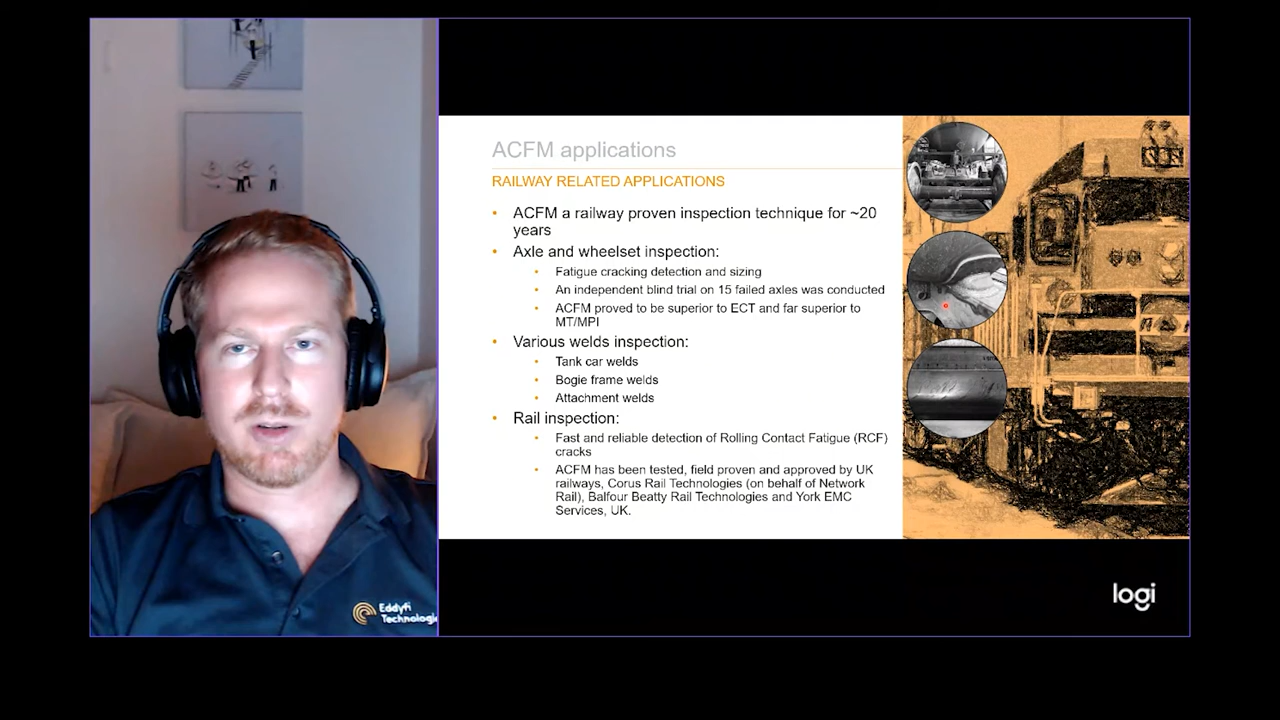 ACFM applications
RAILWAY RELATED APPLICATIONS
• ACFM a railway proven inspection technique for ~20
years
• Axle and wheelset inspection:
• Fatigue cracking detection and sizing
• An independent blind trial on 15 failed axles was conducted
• ACFM proved to be superior to ECT and far superior to
MT/MPI
• Various welds inspection:
• Tank car welds
• Bogie frame welds
• Attachment welds
• Rail inspection:
• Fast and reliable detection of Rolling Contact Fatigue (RCF)
cracks
• ACFM has been tested, field proven and approved by UK
railways, Corus Rail Technologies (on behalf of Network
Rail), Balfour Beatty Rail Technologies and York EMC
Services, UK.
Eddyfi
Technologie
logi